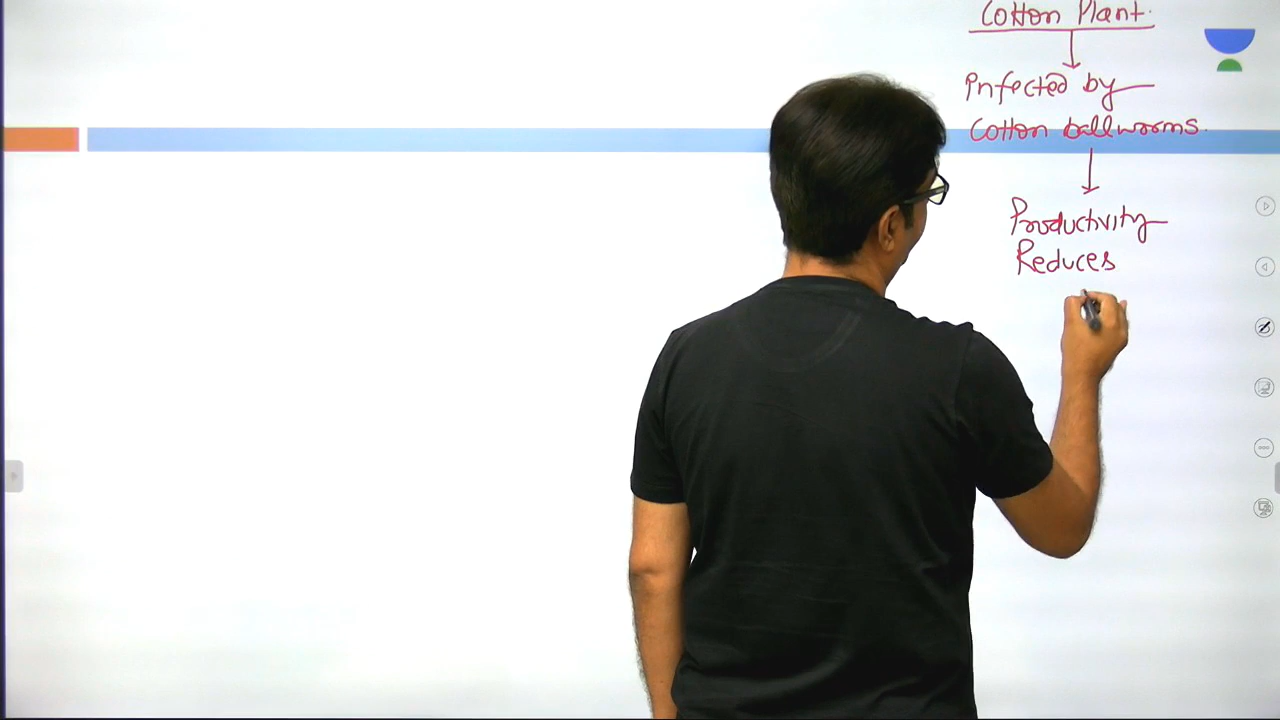 Cotton Plant
Infected by
Cotton ballworms.
Productivity
Reduces